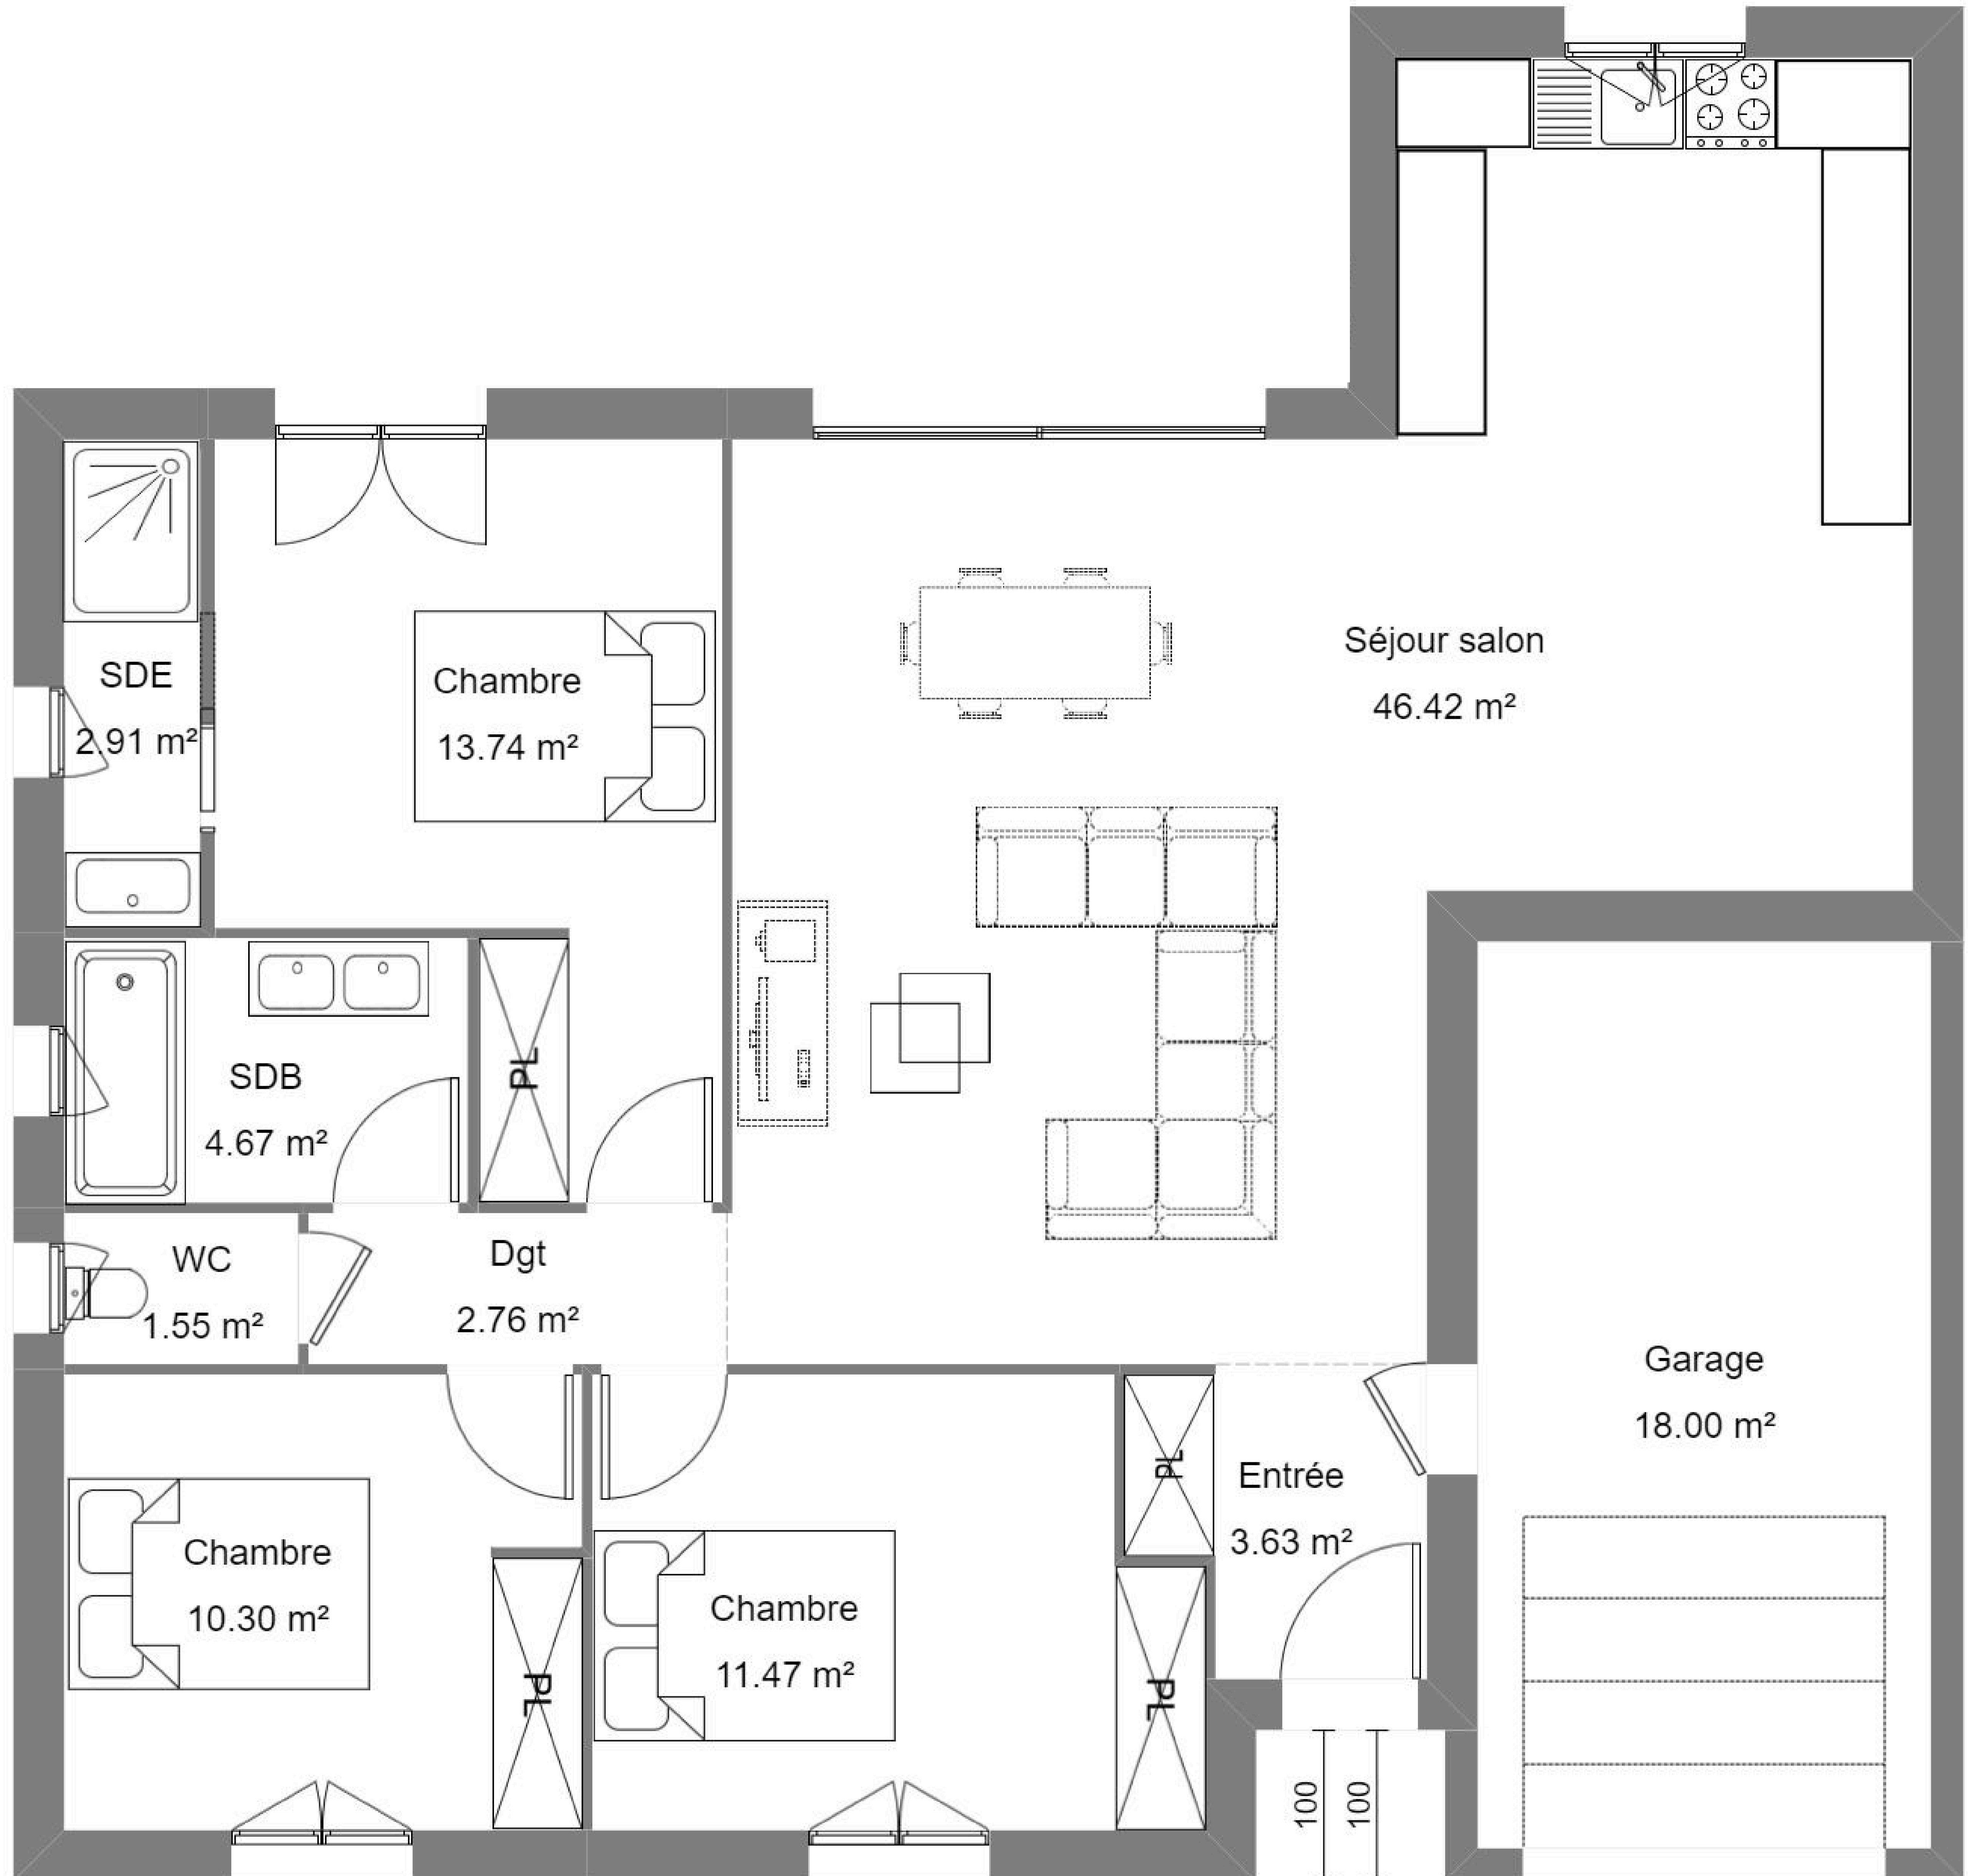 Séjour salon
46.42 m²
SDE
2.91 m²
Chambre
13.74 m²
SDB
4.67 m²
PL
WC
1.55 m²
Dgt
2.76 m²
Garage
18.00 m²
PL
Entrée
3.63 m²
Chambre
10.30 m²
PL
Chambre
11.47 m²
PL
100
100